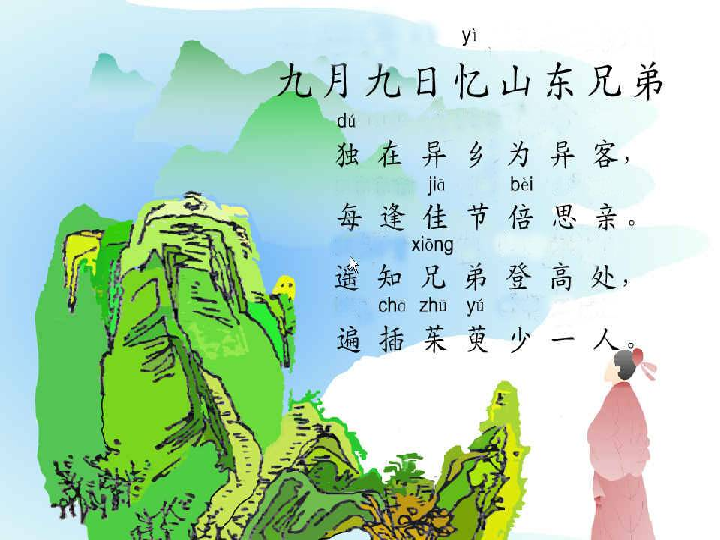 yì
九月九日忆山东兄弟
dú
独在异乡为异客，
jiā bèi
每逢佳节倍思亲。
xiōng
遥知兄弟登高处，
chā zhū yú
遍插茱萸少一人。